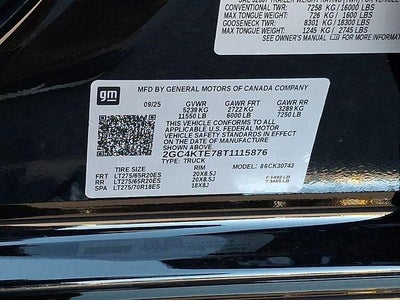 CONVENTIONAL TWR: 7258 KG / 16000 LBS
MAX TONGUE WEIGHT: 726 KG / 1600 LBS
GOOSENECK TWR: 8301 KG / 18300 LBS
MAX TONGUE WEIGHT: 1245 KG / 2745 LBS
SEE OWNER'S MANUAL FOR MORE
gm
MFD BY GENERAL MOTORS OF CANADA COMPANY
09/25 GVWR GAWR FRT GAWR RR
5239 KG 2722 KG 3289 KG
11550 LB 6000 LB 7250 LB
THIS VEHICLE CONFORMS TO ALL
APPLICABLE U.S. FEDERAL MOTOR
VEHICLE SAFETY STANDARDS IN EFFECT
ON THE DATE OF MANUFACTURE
SHOWN ABOVE.
2GC4KTE78T1115876
TYPE: TRUCK MODEL: 86CK30743
TIRE SIZE RIM
FRT LT275/65R20ES 20X8.5J F 1492 LB
RR LT275/65R20ES 20X8.5J
SPA LT275/70R18ES 18X8J